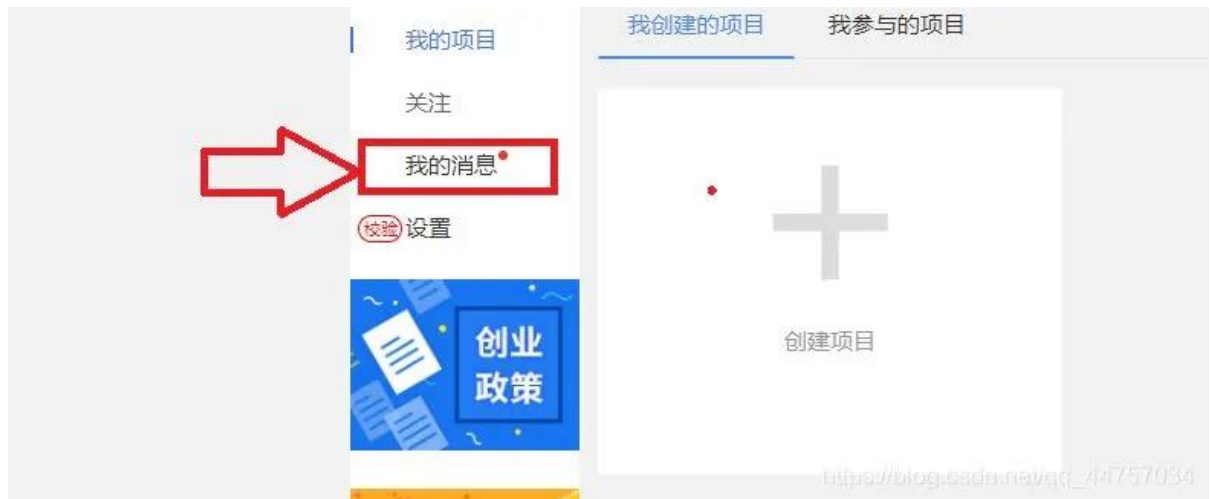 我的项目
关注
我的消息
校验 设置
创业
政策
我创建的项目 我参与的项目
创建项目
https://blog.csdn.net/qq_44757034